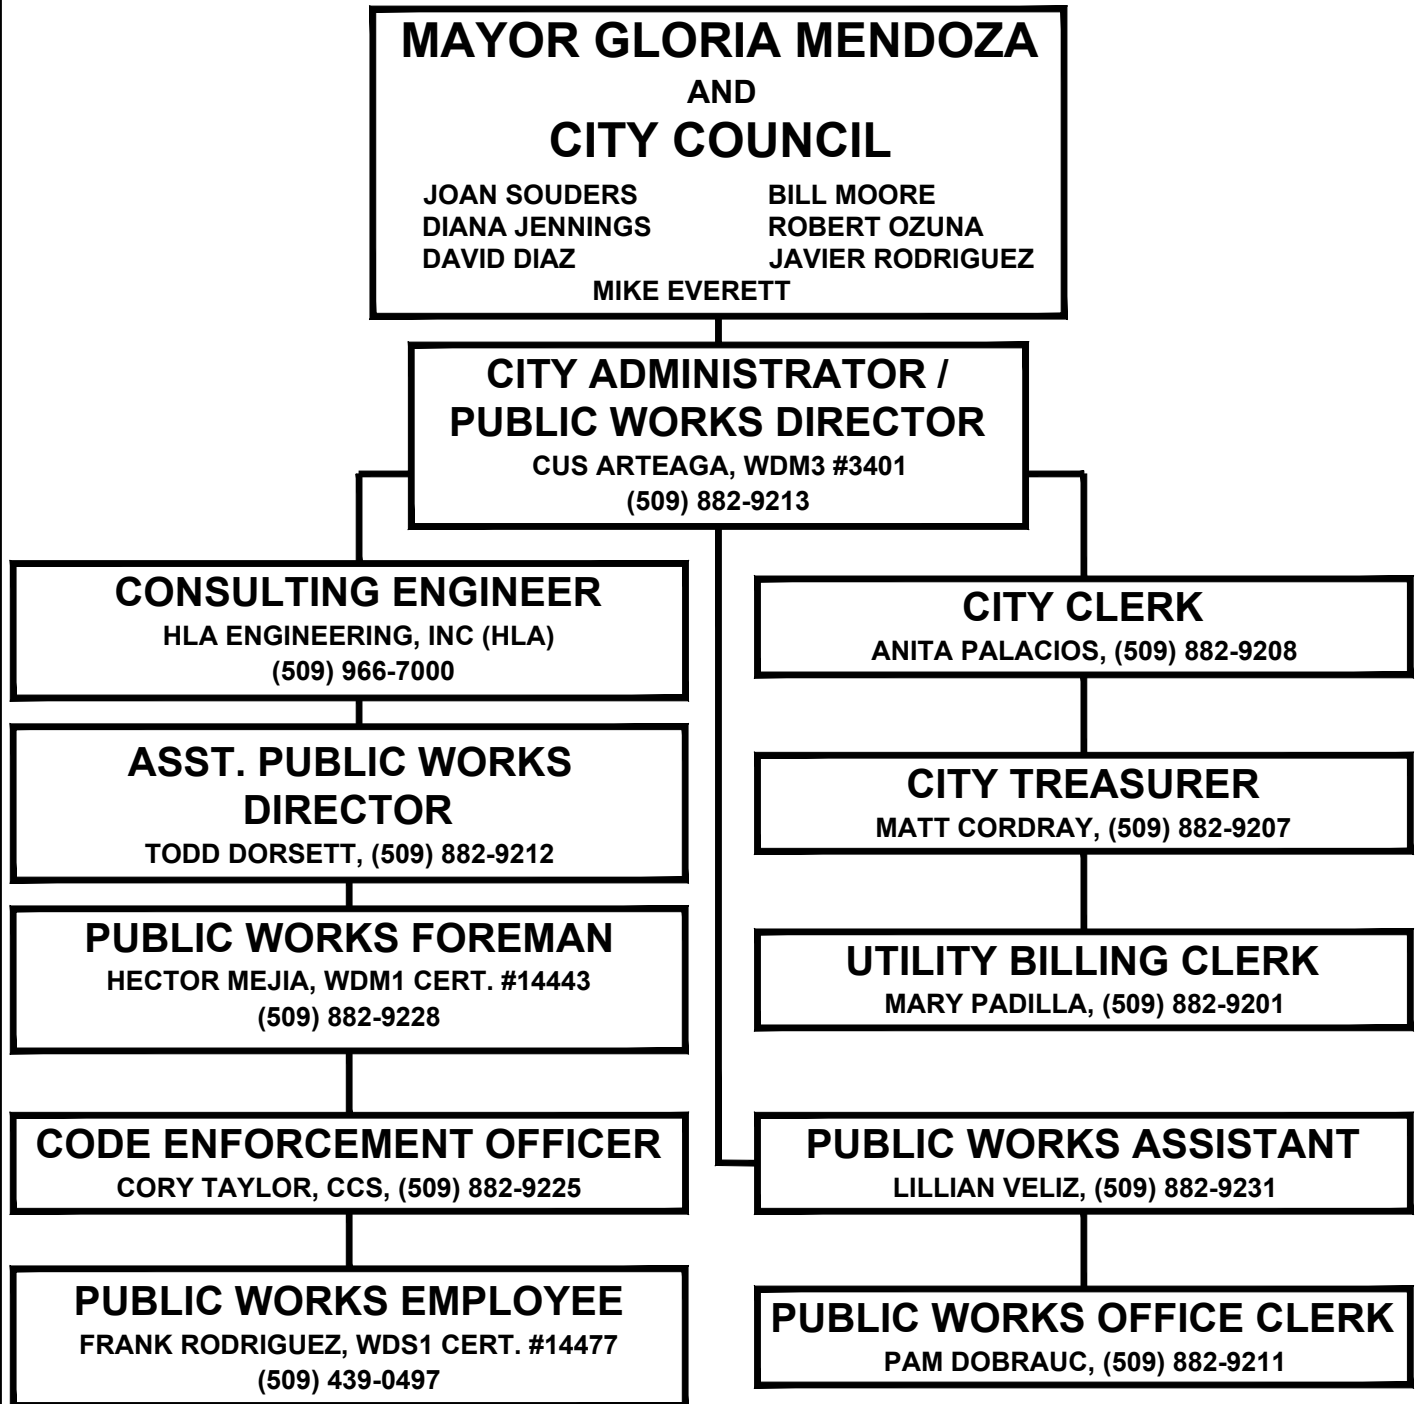 MAYOR GLORIA MENDOZA
AND
CITY COUNCIL
JOAN SOUDERS BILL MOORE
DIANA JENNINGS ROBERT OZUNA
DAVID DIAZ JAVIER RODRIGUEZ
MIKE EVERETT
CITY ADMINISTRATOR /
PUBLIC WORKS DIRECTOR
CUS ARTEAGA, WDM3 #3401
(509) 882-9213
CONSULTING ENGINEER
HLA ENGINEERING, INC (HLA)
(509) 966-7000
ASST. PUBLIC WORKS
DIRECTOR
TODD DORSETT, (509) 882-9212
PUBLIC WORKS FOREMAN
HECTOR MEJIA, WDM1 CERT. #14443
(509) 882-9228
CODE ENFORCEMENT OFFICER
CORY TAYLOR, CCS, (509) 882-9225
PUBLIC WORKS EMPLOYEE
FRANK RODRIGUEZ, WDS1 CERT. #14477
(509) 439-0497
CITY CLERK
ANITA PALACIOS, (509) 882-9208
CITY TREASURER
MATT CORDRAY, (509) 882-9207
UTILITY BILLING CLERK
MARY PADILLA, (509) 882-9201
PUBLIC WORKS ASSISTANT
LILLIAN VELIZ, (509) 882-9231
PUBLIC WORKS OFFICE CLERK
PAM DOBRAUC, (509) 882-9211